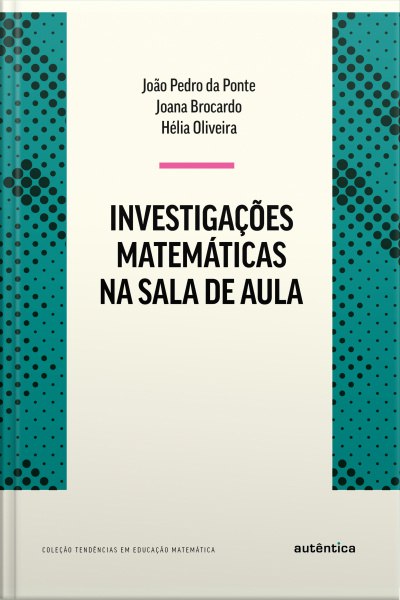 João Pedro da Ponte
Joana Brocardo
Hélia Oliveira
INVESTIGAÇÕES
MATEMÁTICAS
NA SALA DE AULA
COLEÇÃO TENDÊNCIAS EM EDUCAÇÃO MATEMÁTICA
autêntica